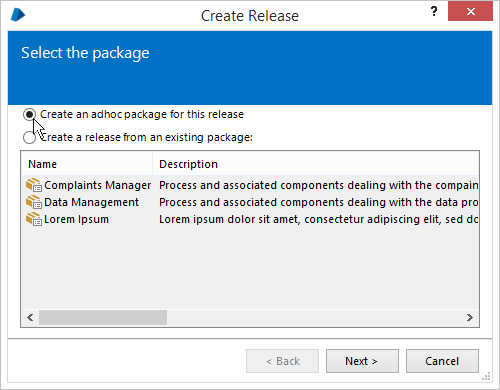 Create Release
?
Select the package
Create an adhoc package for this release
Create a release from an existing package:
Name Description
Complaints Manager Process and associated components dealing with the compain
Data Management Process and associated components dealing with the data pro
Lorem Ipsum Lorem ipsum dolor sit amet, consectetur adipiscing elit, sed do
< Back Next > Cancel